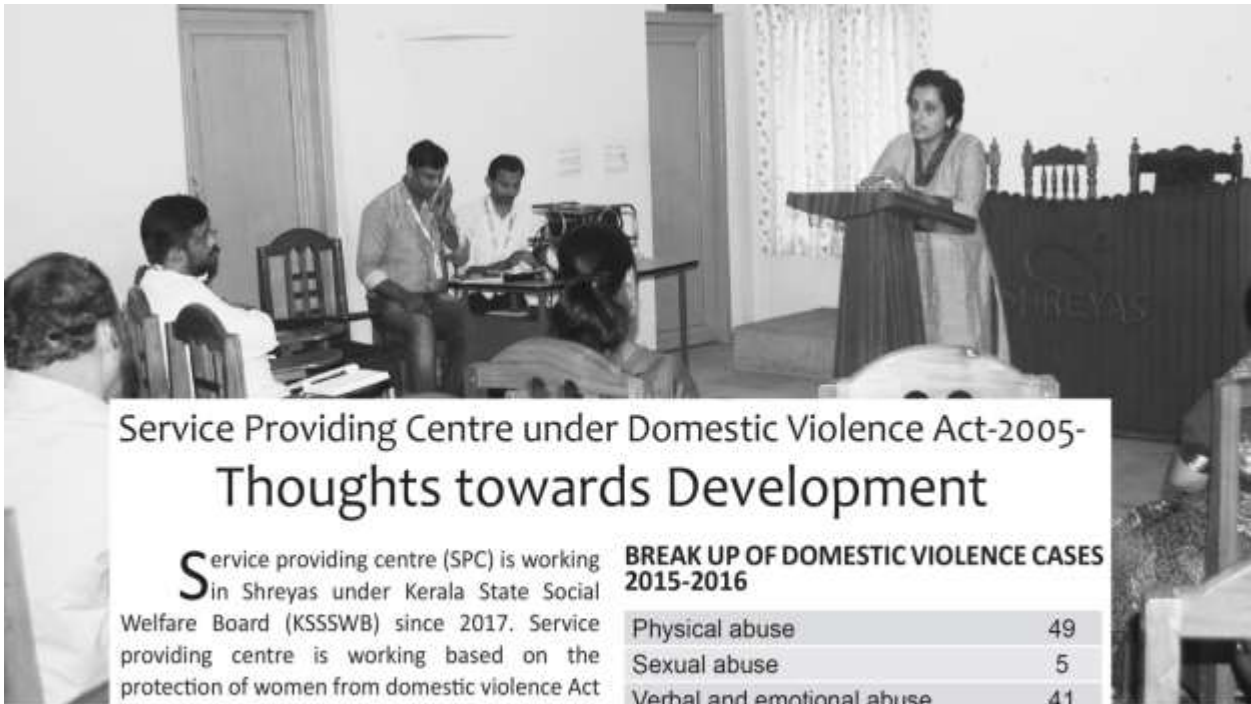 SHREYAS
Service Providing Centre under Domestic Violence Act-2005-
Thoughts towards Development
Service providing centre (SPC) is working
in Shreyas under Kerala State Social
Welfare Board (KSSSWB) since 2017. Service
providing centre is working based on the
protection of women from domestic violence Act
BREAK UP OF DOMESTIC VIOLENCE CASES
2015-2016
Physical abuse 49
Sexual abuse 5
Verbal and emotional abuse 41